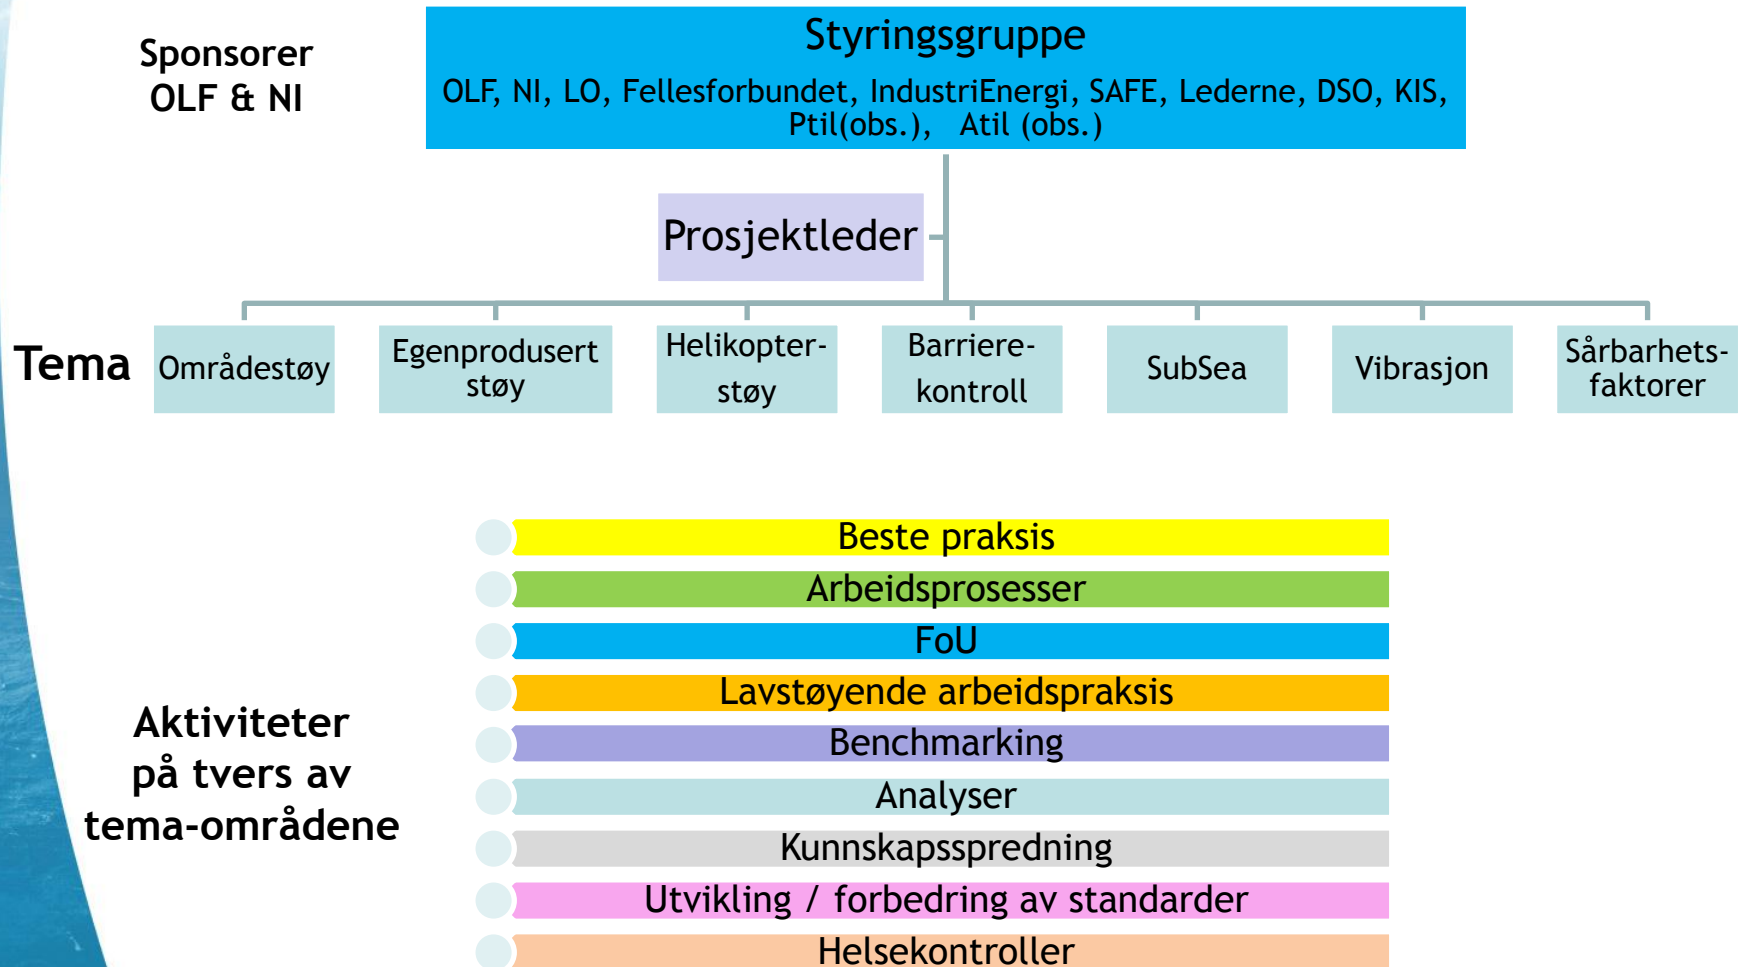 Sponsorer
OLF & NI
Styringsgruppe
OLF, NI, LO, Fellesforbundet, IndustriEnergi, SAFE, Lederne, DSO, KIS,
Ptil(obs.), Atil (obs.)
Prosjektleder
Tema
Områdestøy
Egenprodusert
støy
Helikopter-
støy
Barriere-
kontroll
SubSea
Vibrasjon
Sårbarhets-
faktorer
Aktiviteter
på tvers av
tema-områdene
Beste praksis
Arbeidsprosesser
FoU
Lavstøyende arbeidspraksis
Benchmarking
Analyser
Kunnskapsspredning
Utvikling / forbedring av standarder
Helsekontroller